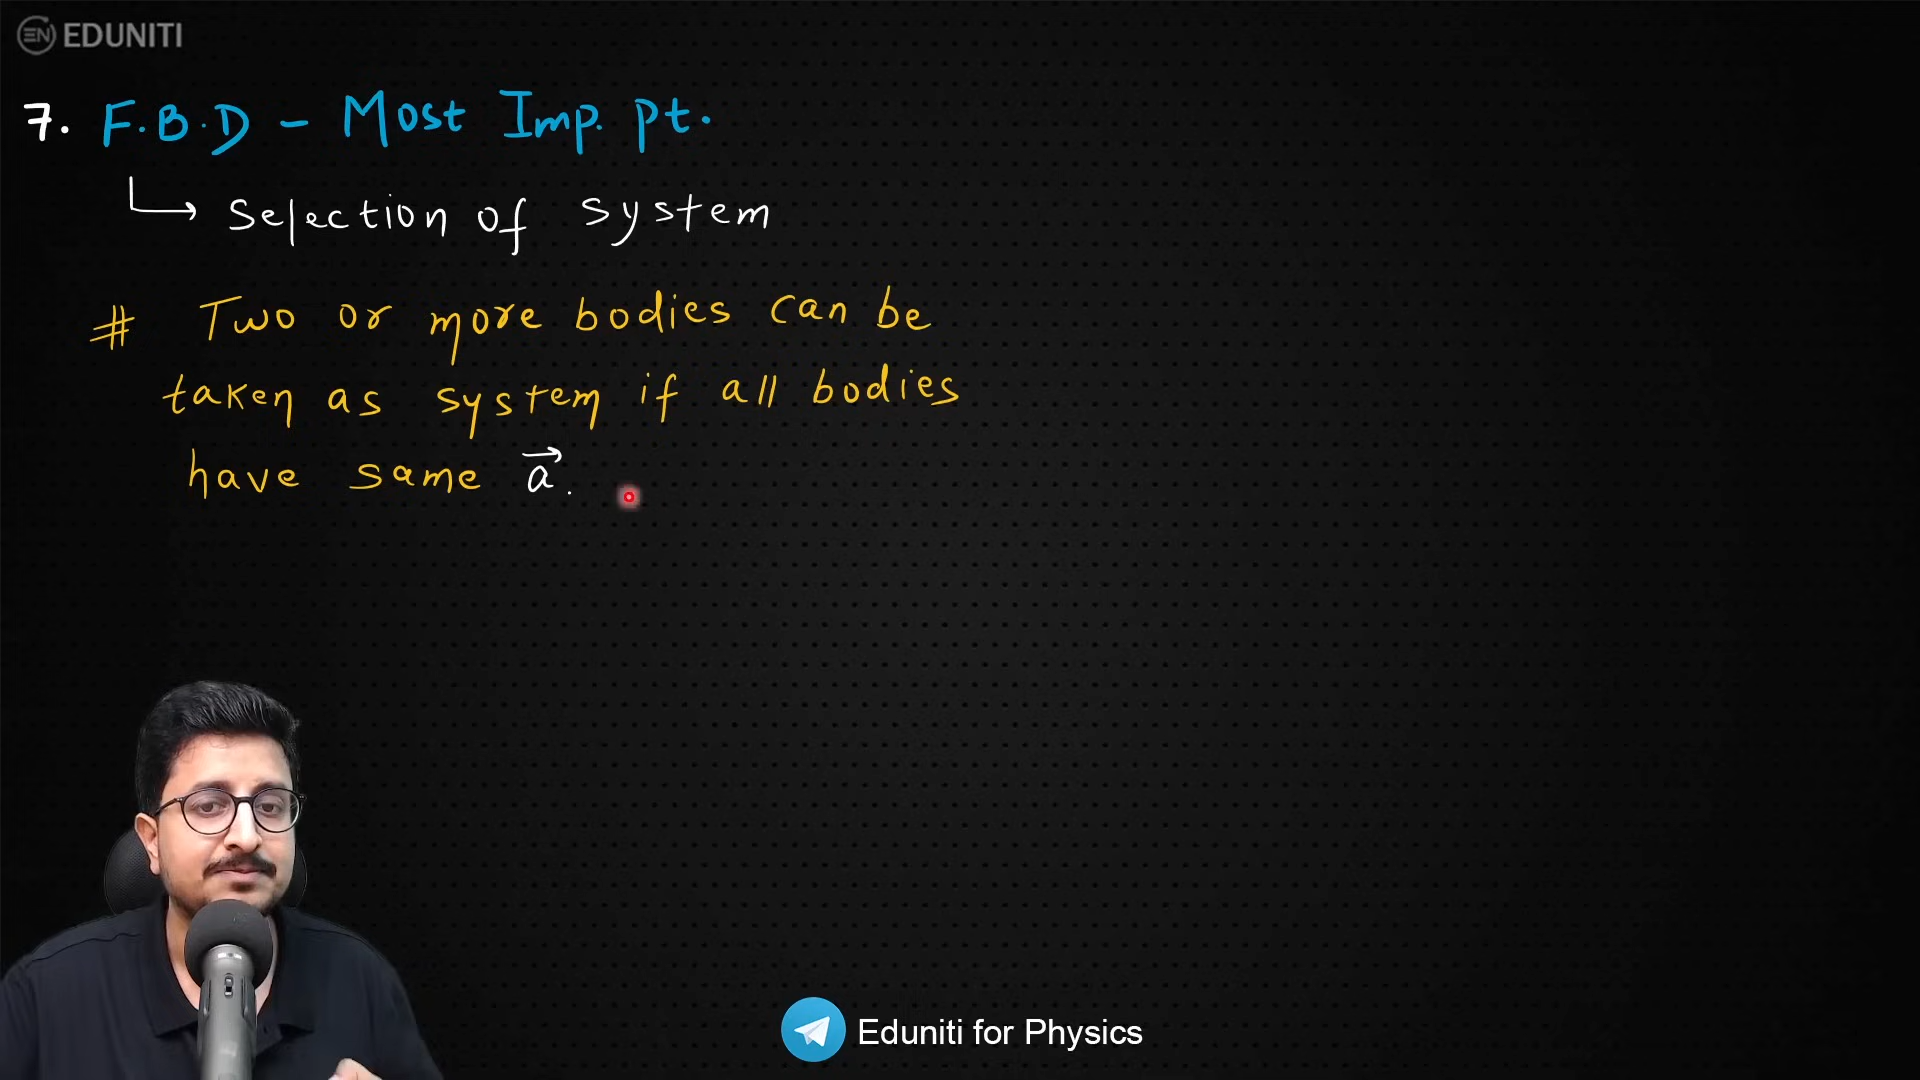 EN EDUNITI
7. F.B.D - Most Imp. pt.
Selection of system
# Two or more bodies can be
taken as system if all bodies
have same a⃗.
Eduniti for Physics